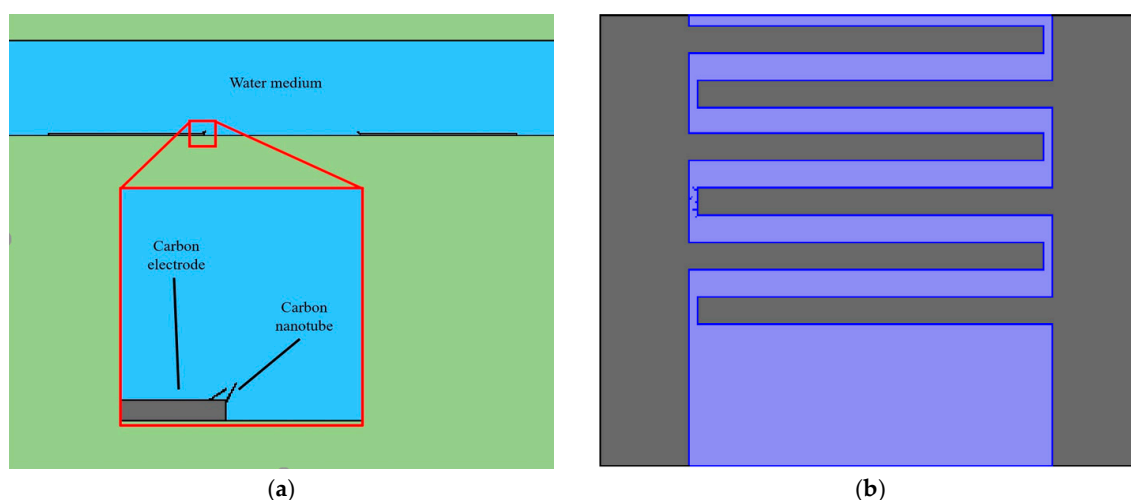 Water medium
Carbon
electrode
Carbon
nanotube
(a)
(b)